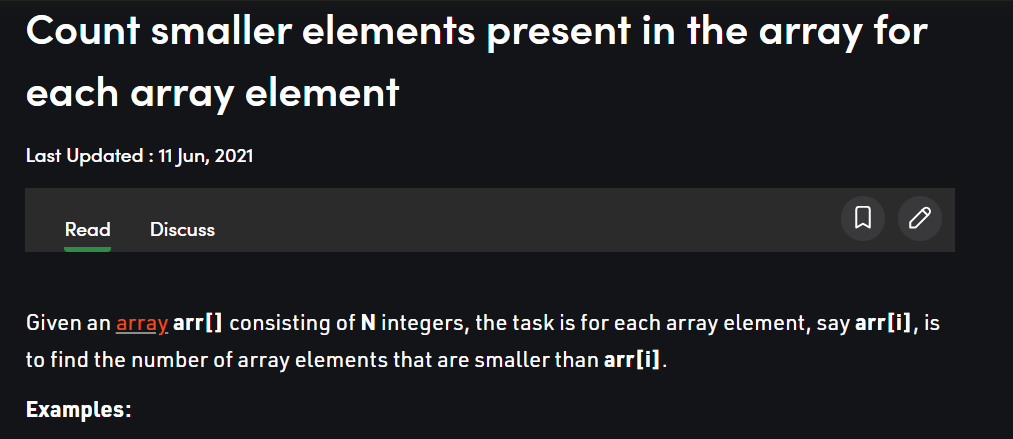 Count smaller elements present in the array for
each array element
Last Updated : 11 Jun, 2021
Read Discuss
Given an array arr[] consisting of N integers, the task is for each array element, say arr[i], is
to find the number of array elements that are smaller than arr[i].
Examples: